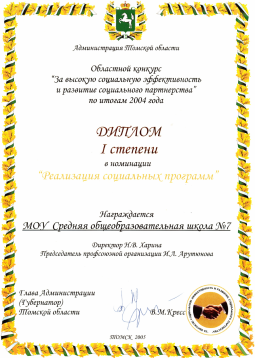 Администрация Томской области
Областной конкурс
"За высокую социальную эффективность
и развитие социального партнерства"
по итогам 2004 года
ДИПЛОМ
I степени
в номинации
"Реализация социальных программ"
Награждается
МОУ Средняя общеобразовательная школа №7
Директор Н.В. Харина
Председатель профсоюзной организации И.А. Арутюнова
Глава Администрации
(Губернатор)
Томской области
В.М.Кресс
ТОМСК 2005